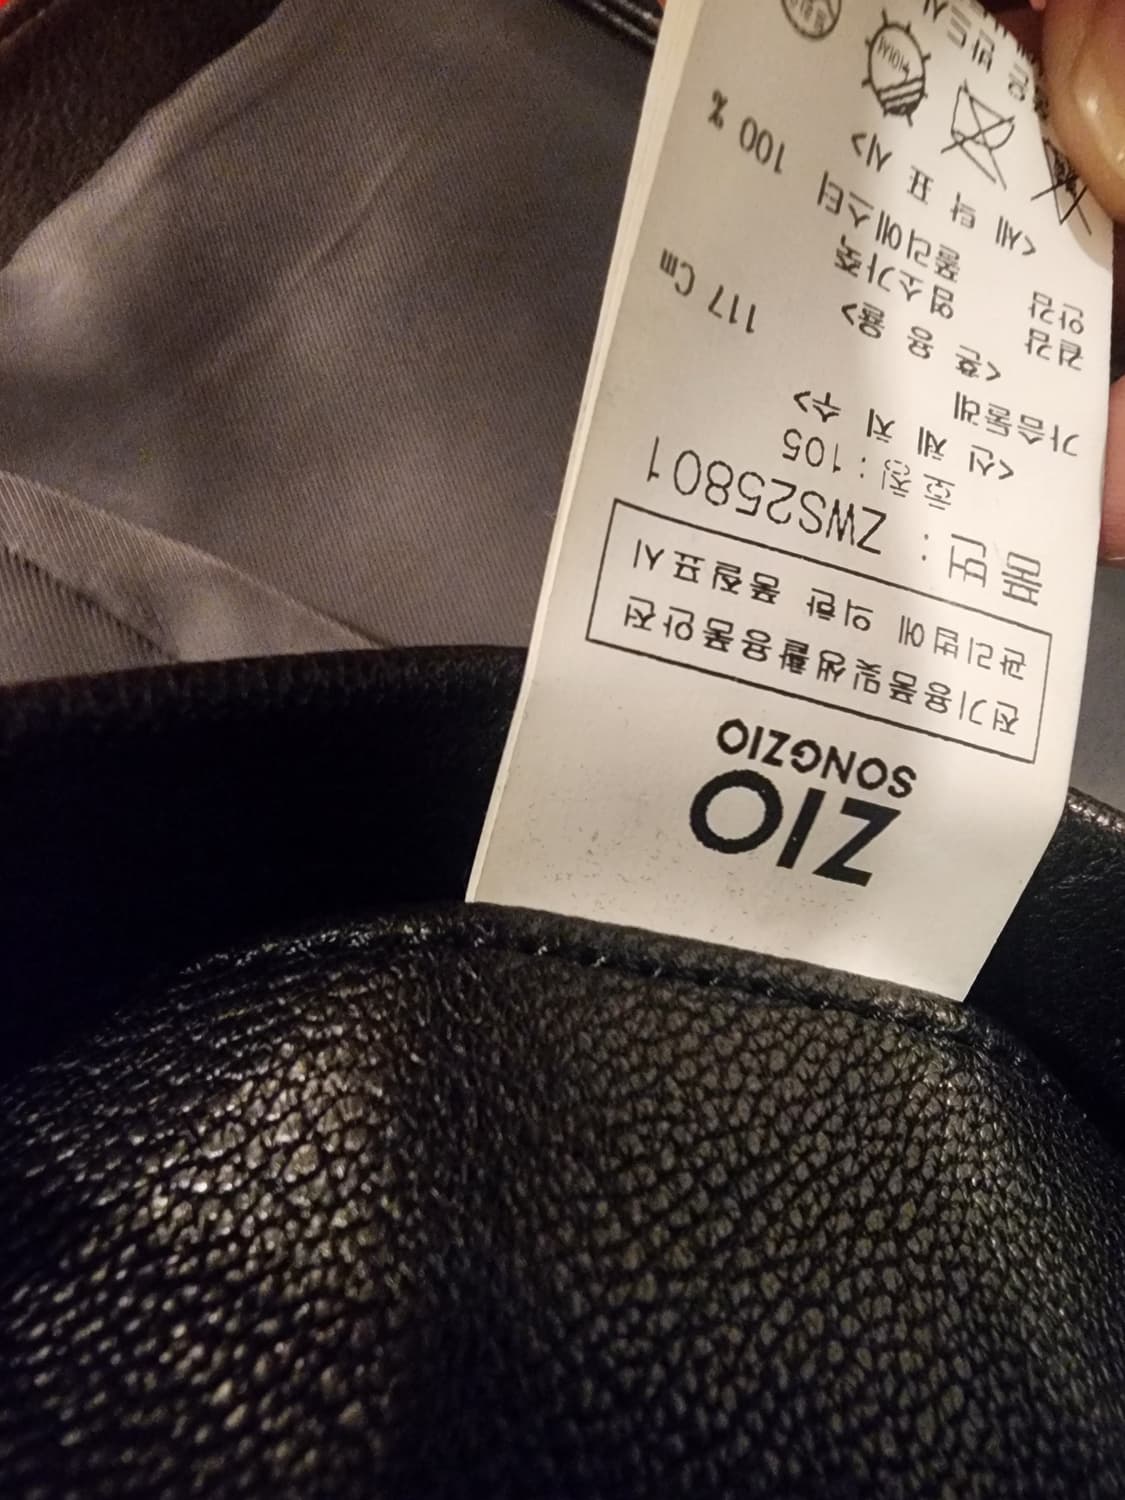 ZIO
SONGZIO
전기용품및생활용품안전
관리법에 의한 품질표시
품 번 : ZWS25801
호 칭 : 105
<신 체 치 수>
가슴둘레 117 Cm
<혼 용 율>
겉감 염소가죽
안감 폴리에스터 100 %
<세 탁 표 시>